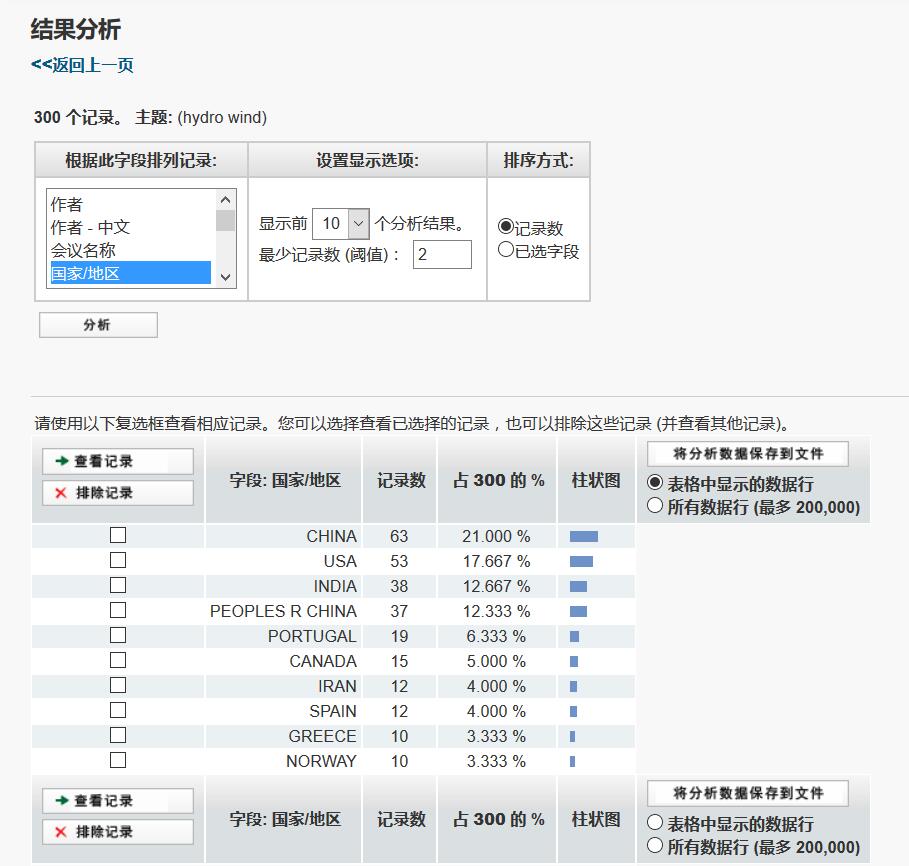 结果分析
<<返回上一页
300 个记录。 主题: (hydro wind)
根据此字段排列记录: 设置显示选项: 排序方式:
作者
作者 - 中文
会议名称
国家/地区
显示前 10 个分析结果。
最少记录数 (阈值)： 2
记录数
已选字段
分析
请使用以下复选框查看相应记录。您可以选择查看已选择的记录，也可以排除这些记录 (并查看其他记录)。
查看记录
排除记录
字段: 国家/地区 记录数 占 300 的 % 柱状图
将分析数据保存到文件
表格中显示的数据行
所有数据行 (最多 200,000)
CHINA 63 21.000 %
USA 53 17.667 %
INDIA 38 12.667 %
PEOPLES R CHINA 37 12.333 %
PORTUGAL 19 6.333 %
CANADA 15 5.000 %
IRAN 12 4.000 %
SPAIN 12 4.000 %
GREECE 10 3.333 %
NORWAY 10 3.333 %
查看记录
排除记录
字段: 国家/地区 记录数 占 300 的 % 柱状图
将分析数据保存到文件
表格中显示的数据行
所有数据行 (最多 200,000)